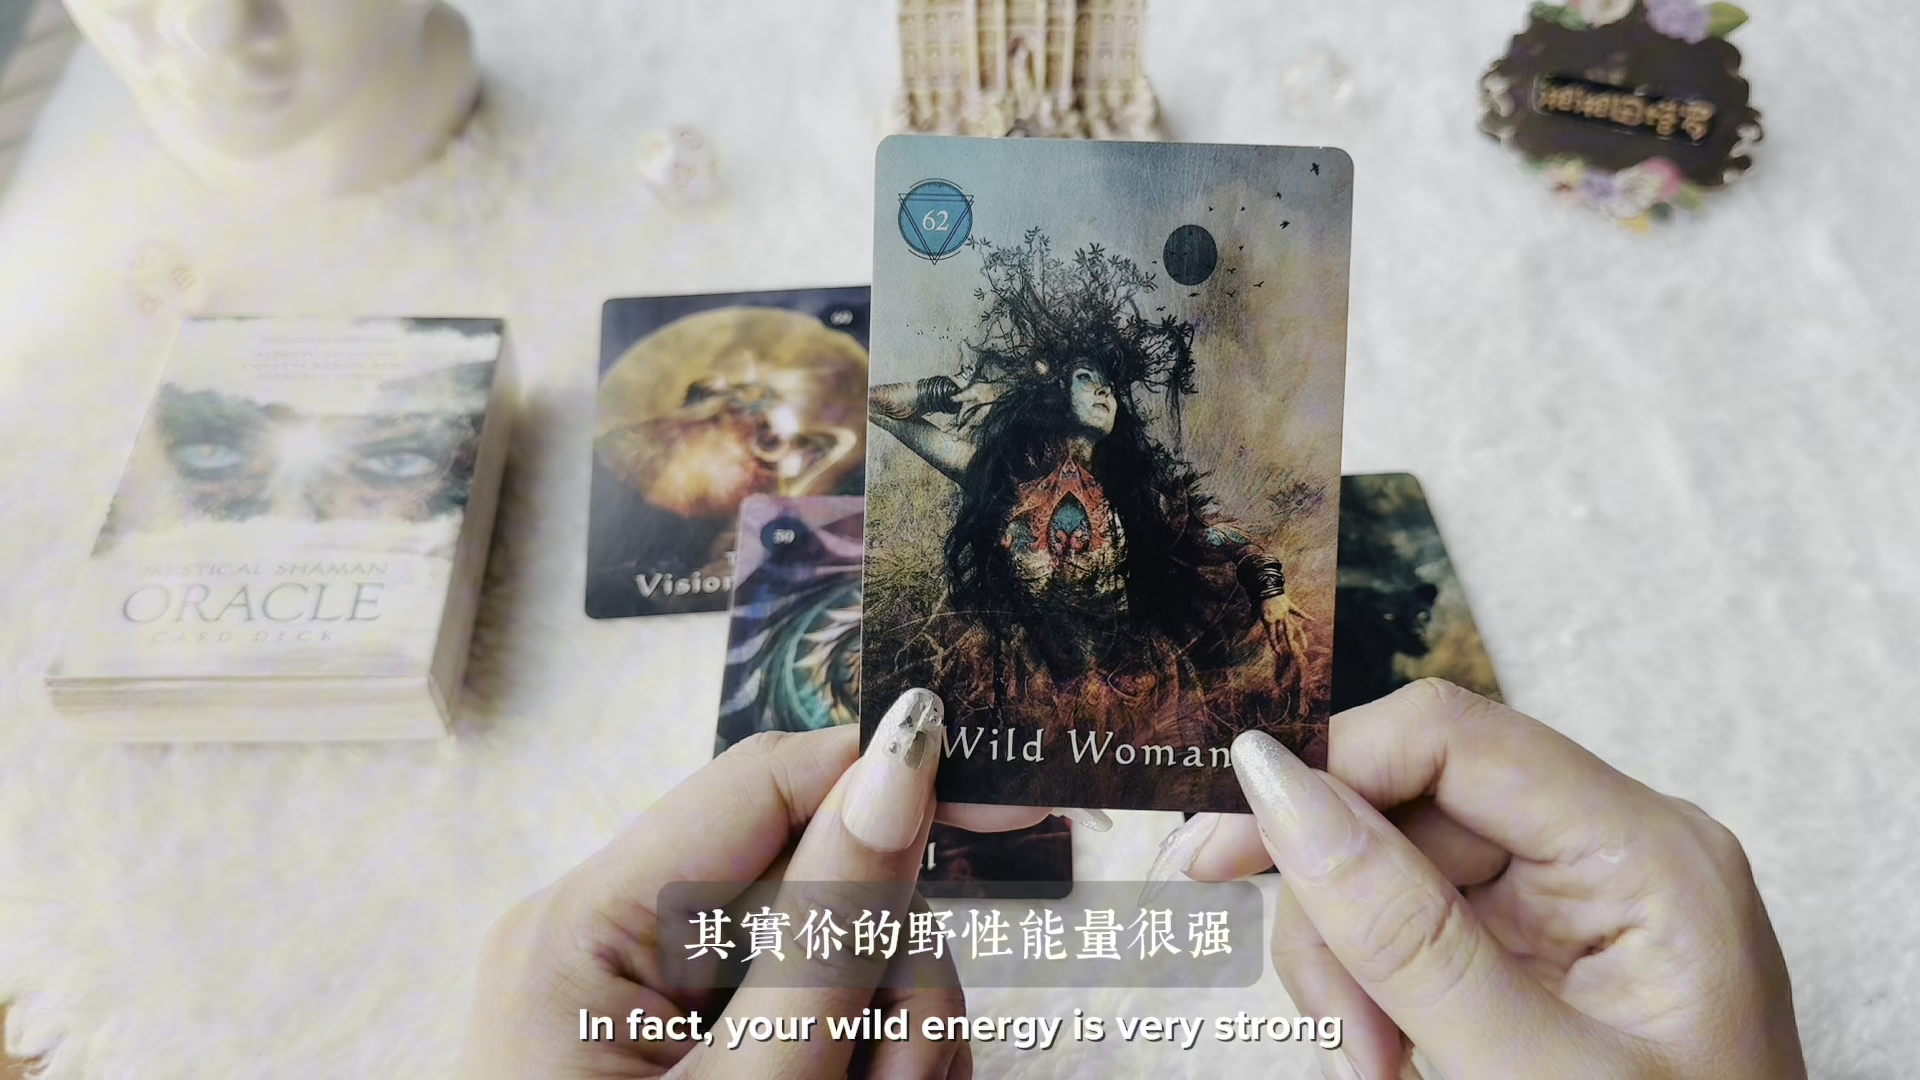 62
60
50
MYSTICAL SHAMAN
ORACLE
CARD DECK
Vision
Wild Woman
其實你的野性能量很强
In fact, your wild energy is very strong